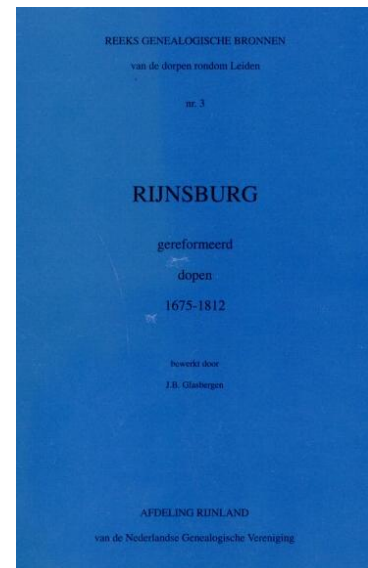 REEKS GENEALOGISCHE BRONNEN
van de dorpen rondom Leiden
nr. 3
RIJNSBURG
gereformeerd
dopen
1675-1812
bewerkt door
J.B. Glasbergen
AFDELING RIJNLAND
van de Nederlandse Genealogische Vereniging